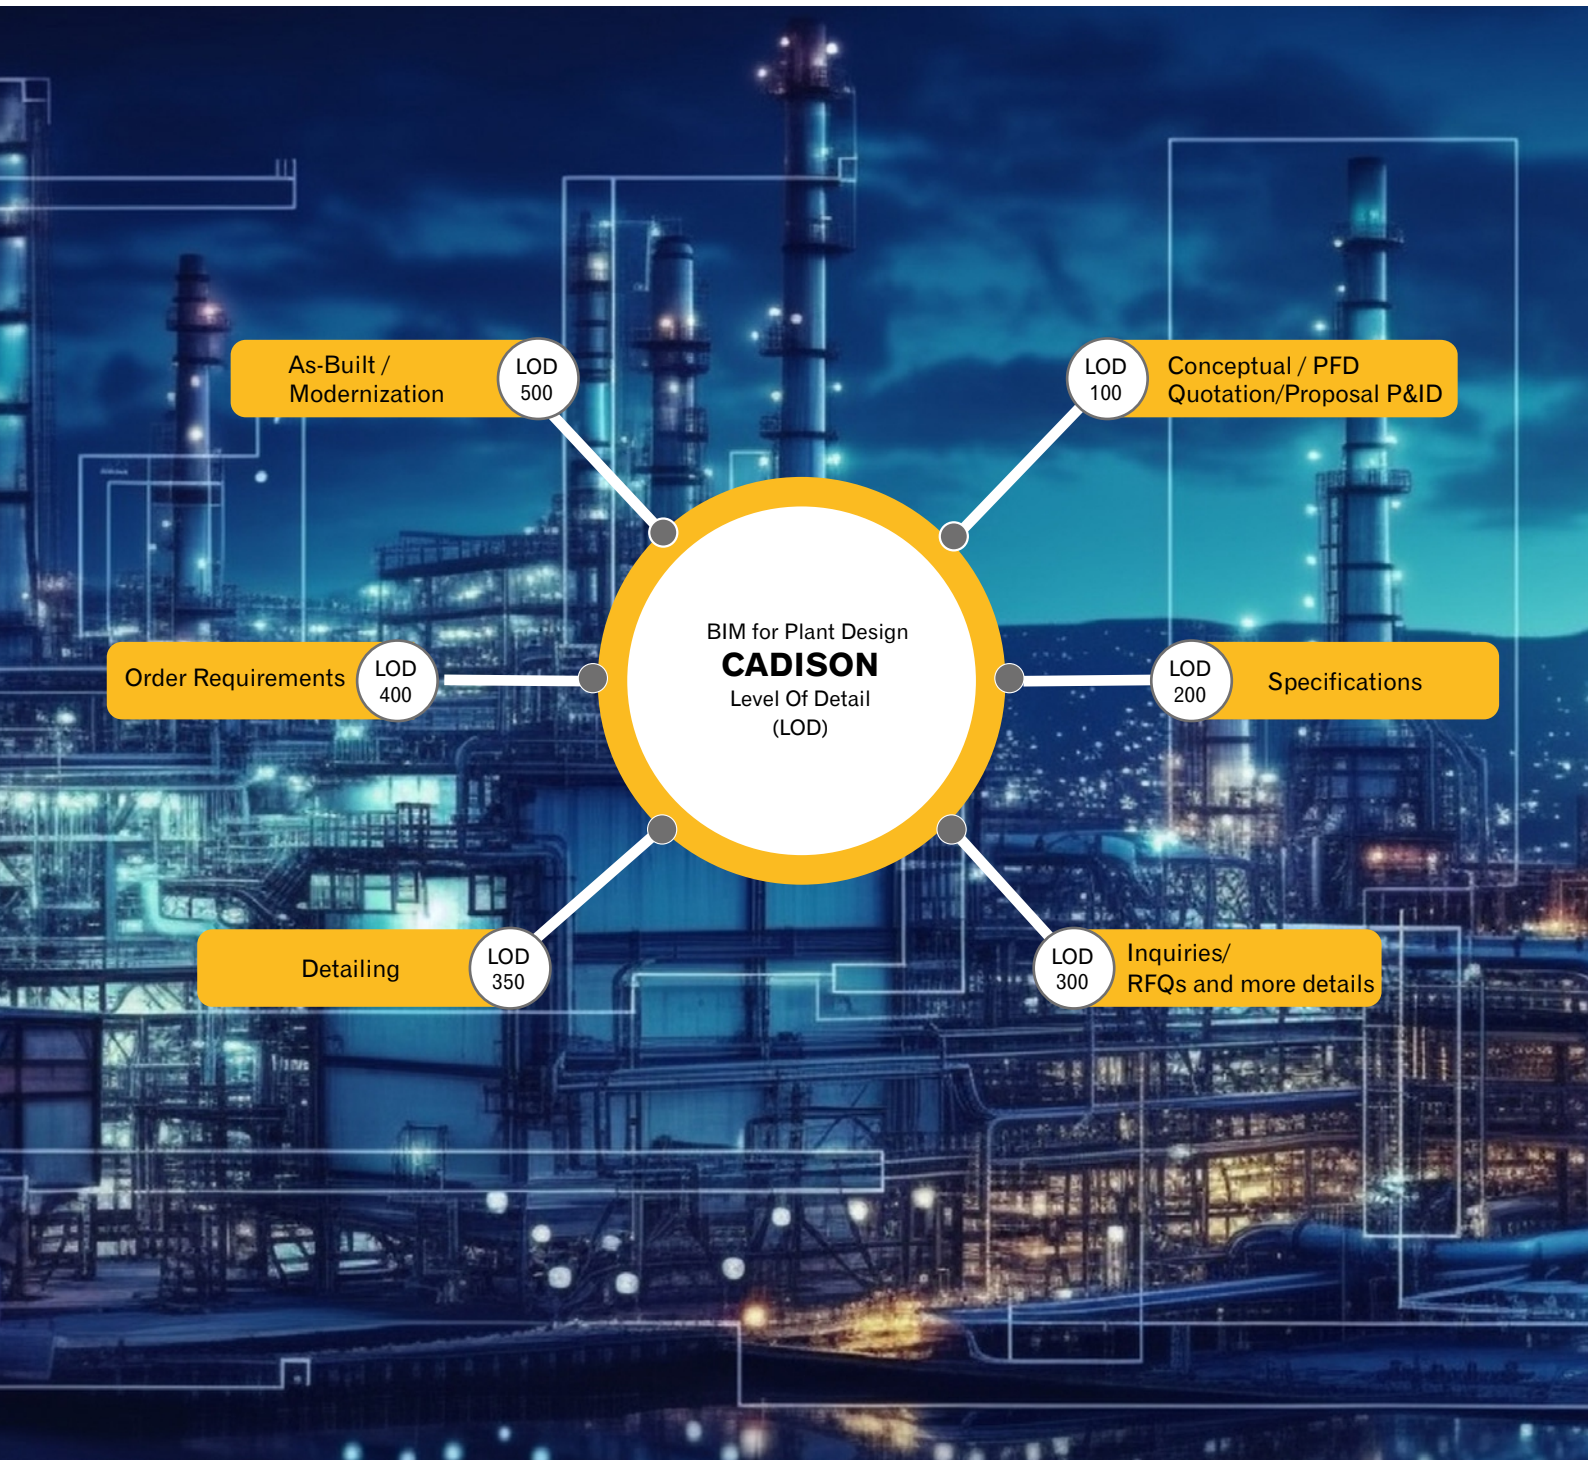 BIM for Plant Design
CADISON
Level Of Detail
(LOD)
LOD
100
Conceptual / PFD
Quotation/Proposal P&ID
LOD
200
Specifications
LOD
300
Inquiries/
RFQs and more details
LOD
350
Detailing
LOD
400
Order Requirements
LOD
500
As-Built /
Modernization